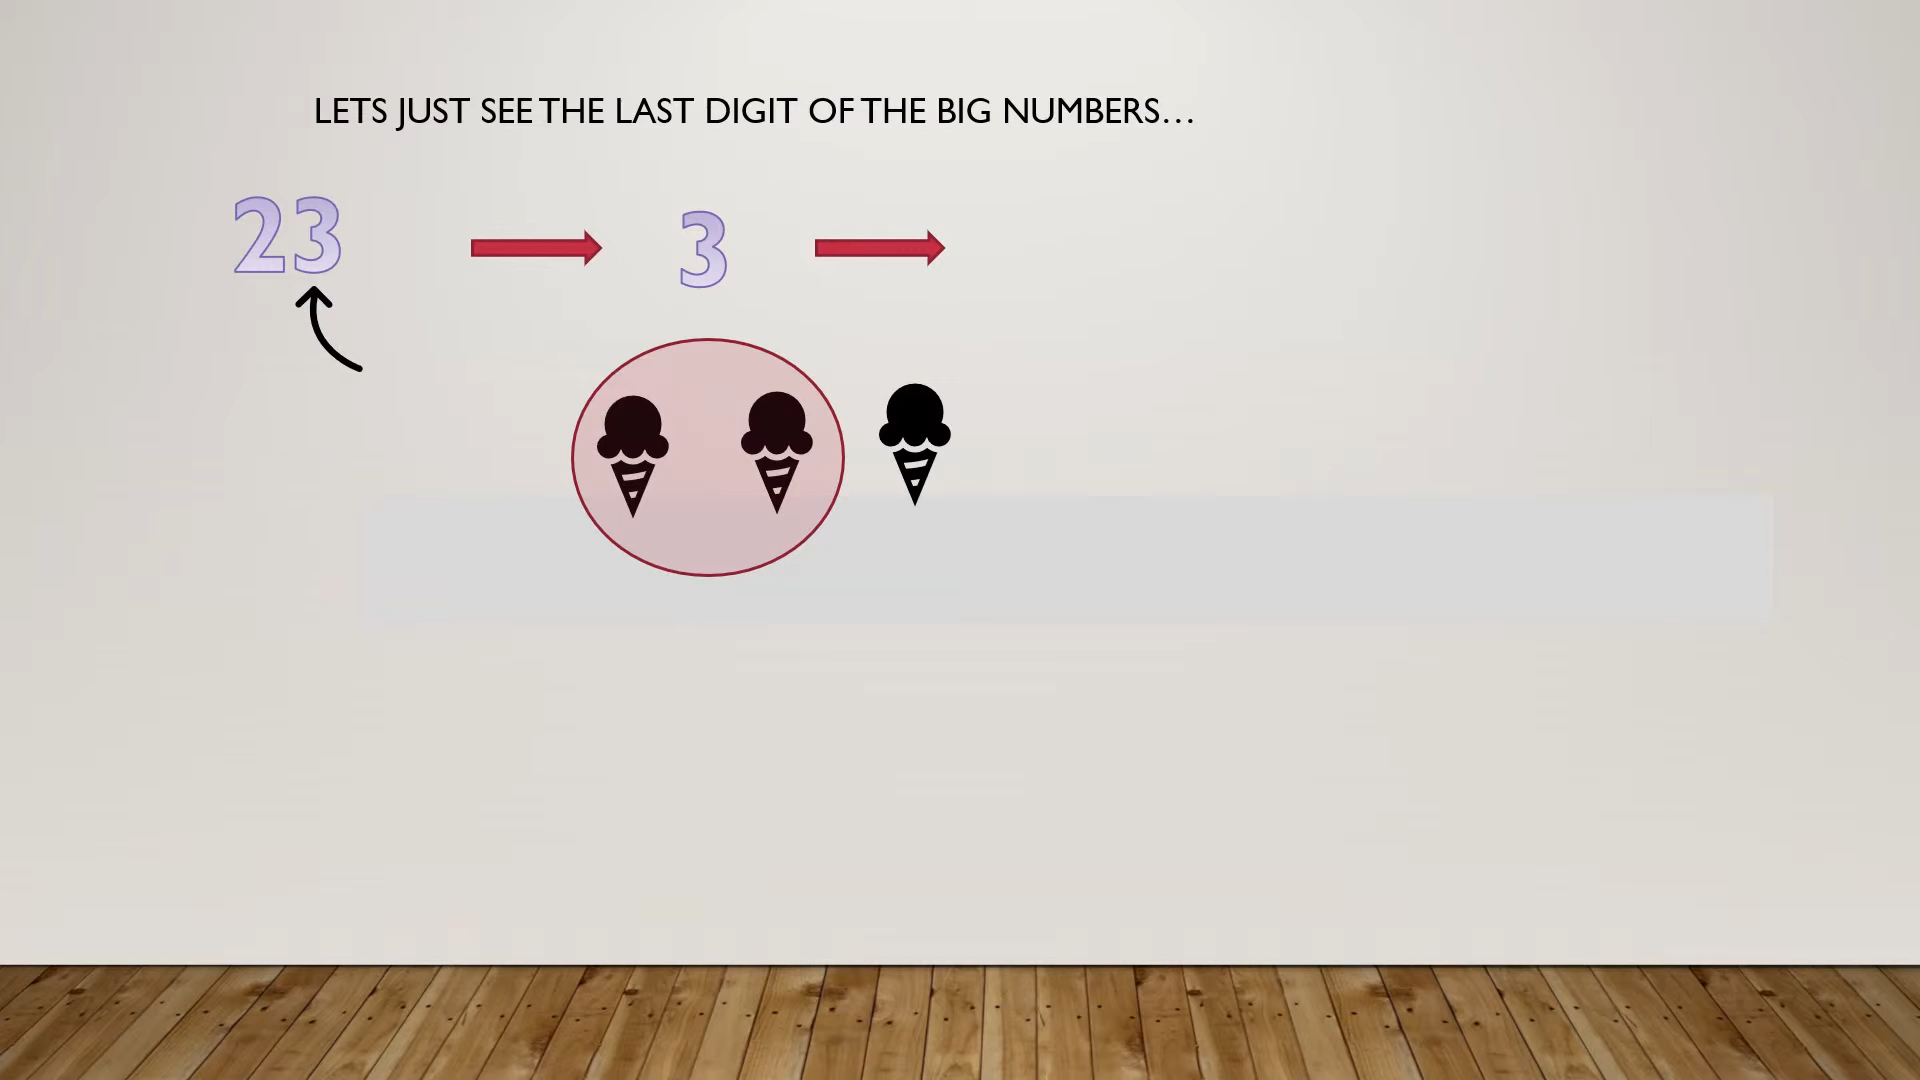 LETS JUST SEE THE LAST DIGIT OF THE BIG NUMBERS…
23 3